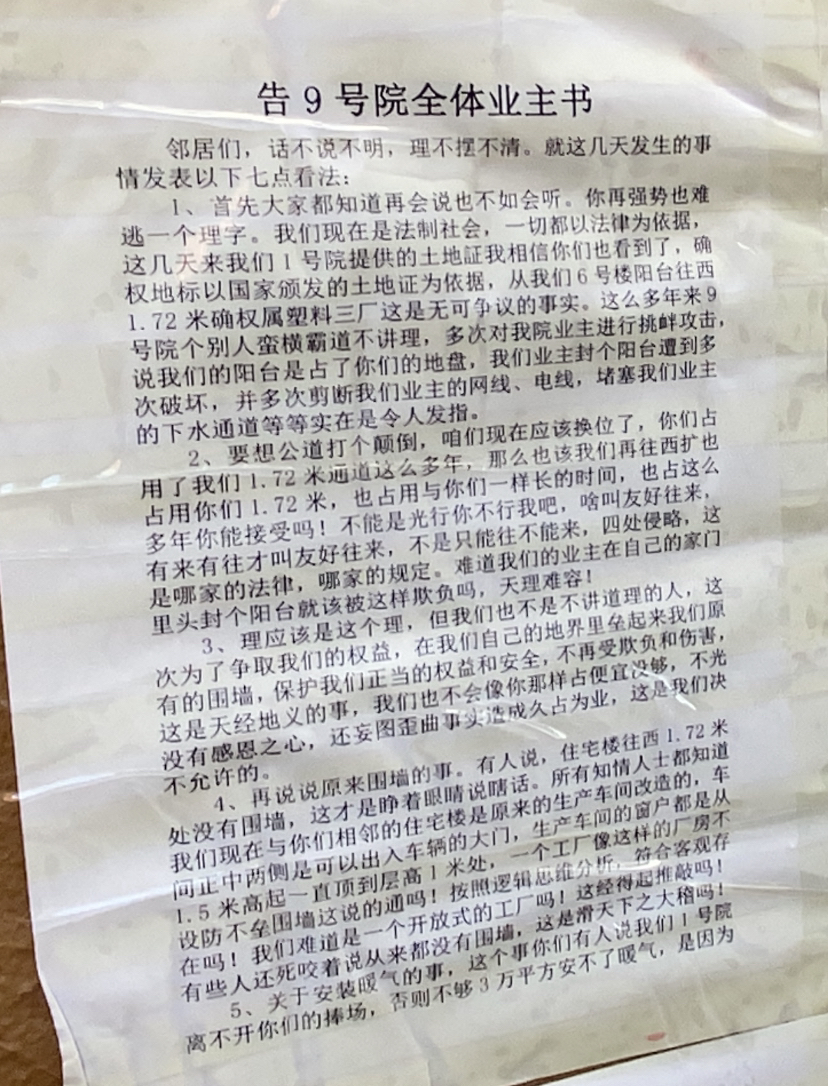 告9号院全体业主书
邻居们，话不说不明，理不摆不清。就这几天发生的事
情发表以下七点看法：
1、首先大家都知道再会说也不如会听。你再强势也难
逃一个理字。我们现在是法制社会，一切都以法律为依据，
这几天来我们1号院提供的土地証我相信你们也看到了，确
权地标以国家颁发的土地证为依据，从我们6号楼阳台往西
1.72米确权属塑料三厂这是无可争议的事实。这么多年来9
号院个别人蛮横霸道不讲理，多次对我院业主进行挑衅攻击，
说我们的阳台是占了你们的地盘，我们业主封个阳台遭到多
次破坏，并多次剪断我们业主的网线、电线，堵塞我们业主
的下水通道等等实在是令人发指。
2、要想公道打个颠倒，咱们现在应该换位了，你们占
用了我们1.72米通道这么多年，那么也该我们再往西扩也
占用你们1.72米，也占用与你们一样长的时间，也占这么
多年你能接受吗！不能是光行你不行我吧，啥叫友好往来，
有来有往才叫友好往来，不是只能往不能来，四处侵略，这
是哪家的法律，哪家的规定。难道我们的业主在自己的家门
里头封个阳台就该被这样欺负吗，天理难容！
3、理应该是这个理，但我们也不是不讲道理的人，这
次为了争取我们的权益，在我们自己的地界里垒起来我们原
有的围墙，保护我们正当的权益和安全，不再受欺负和伤害，
这是天经地义的事，我们也不会像你那样占便宜没够，不光
没有感恩之心，还妄图歪曲事实造成久占为业，这是我们决
不允许的。
4、再说说原来围墙的事。有人说，住宅楼往西1.72米
处没有围墙，这才是睁着眼睛说瞎话。所有知情人士都知道
我们现在与你们相邻的住宅楼是原来的生产车间改造的，车
间正中两侧是可以出入车辆的大门，生产车间的窗户都是从
1.5米高起一直顶到层高1米处，一个工厂像这样的厂房不
设防不垒围墙这说的通吗！按照逻辑思维分析，符合客观存
在吗！我们难道是一个开放式的工厂吗！这经得起推敲吗！
有些人还死咬着说从来都没有围墙，这是滑天下之大稽吗！
5、关于安装暖气的事，这个事你们有人说我们1号院
离不开你们的捧场，否则不够3万平方安不了暖气，是因为